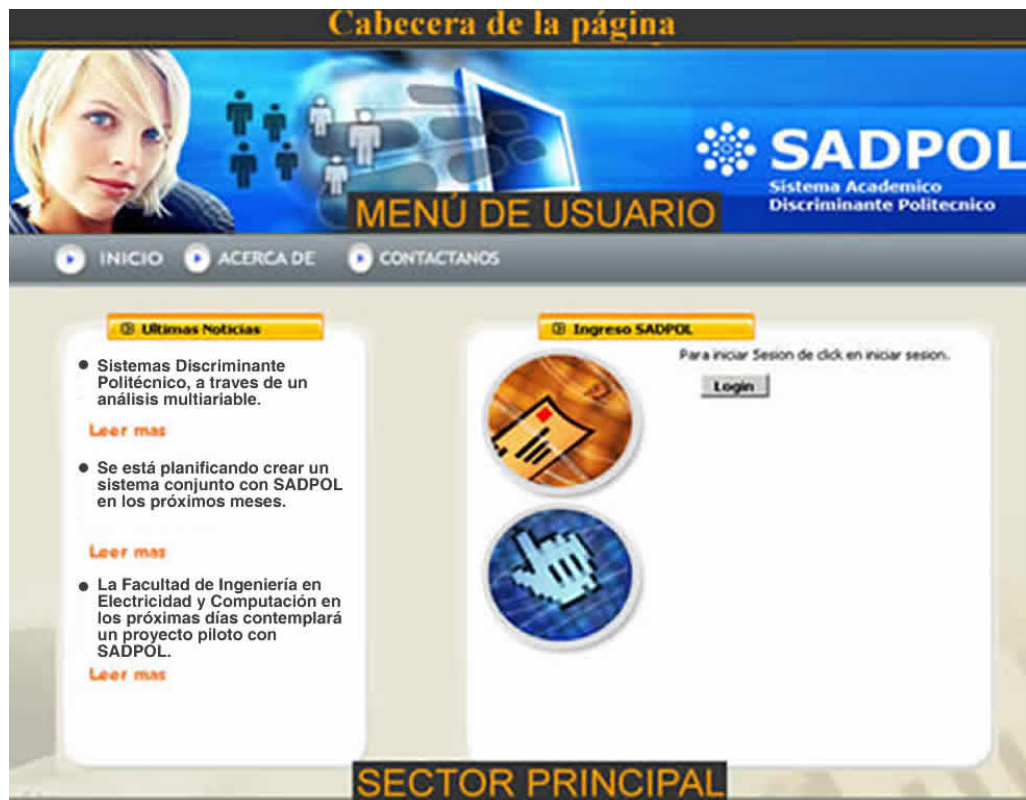 Cabecera de la página
SADPOL
Sistema Academico
Discriminante Politecnico
MENÚ DE USUARIO
INICIO ACERCA DE CONTACTANOS
Ultimas Noticias
Sistemas Discriminante
Politécnico, a traves de un
análisis multiariable.
Leer mas
Se está planificando crear un
sistema conjunto con SADPOL
en los próximos meses.
Leer mas
La Facultad de Ingeniería en
Electricidad y Computación en
los próximas días contemplará
un proyecto piloto con
SADPOL.
Leer mas
Ingreso SADPOL
Para iniciar Sesion de click en iniciar sesion.
Login
SECTOR PRINCIPAL